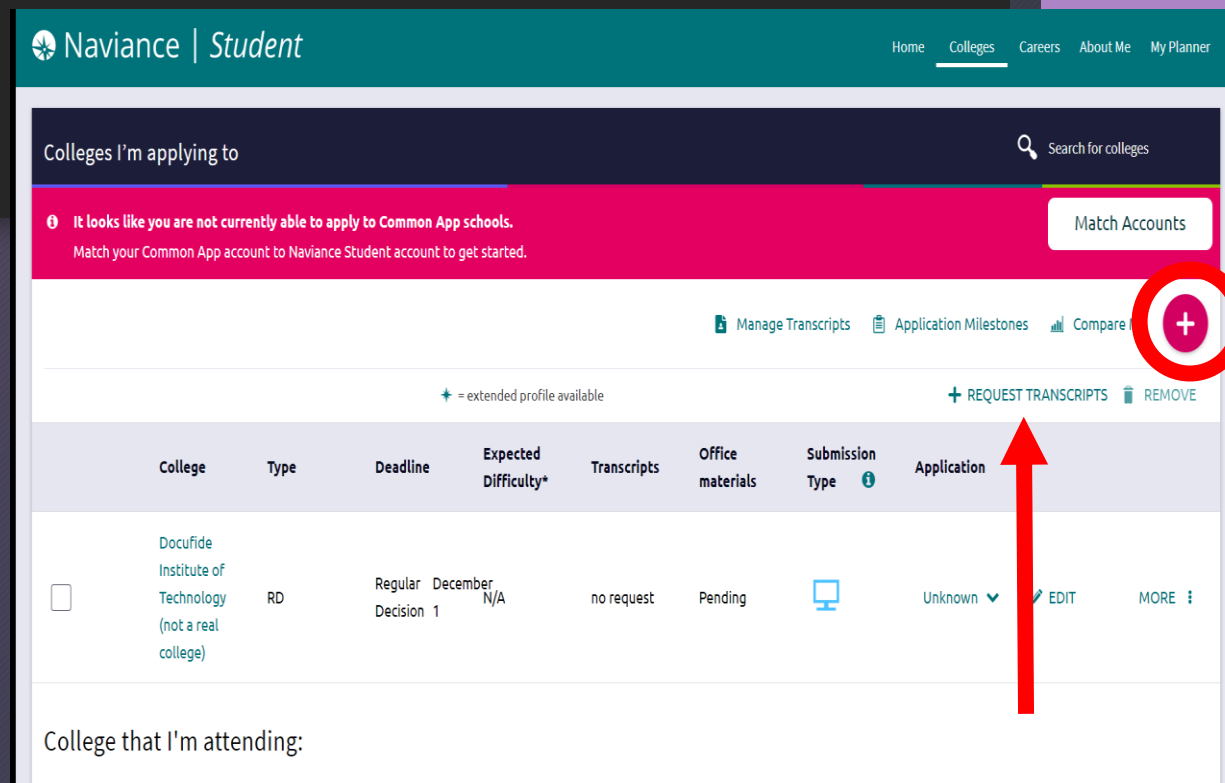 Naviance | Student
Home Colleges Careers About Me My Planner
Colleges I'm applying to
Search for colleges
It looks like you are not currently able to apply to Common App schools.
Match your Common App account to Naviance Student account to get started.
Match Accounts
Manage Transcripts Application Milestones Compare
+
= extended profile available
+ REQUEST TRANSCRIPTS REMOVE
College Type Deadline Expected Difficulty* Transcripts Office materials Submission Type Application
Docufide
Institute of
Technology
(not a real
college)
RD
Regular Decision
December 1
N/A
no request
Pending
Unknown
EDIT
MORE
College that I'm attending: